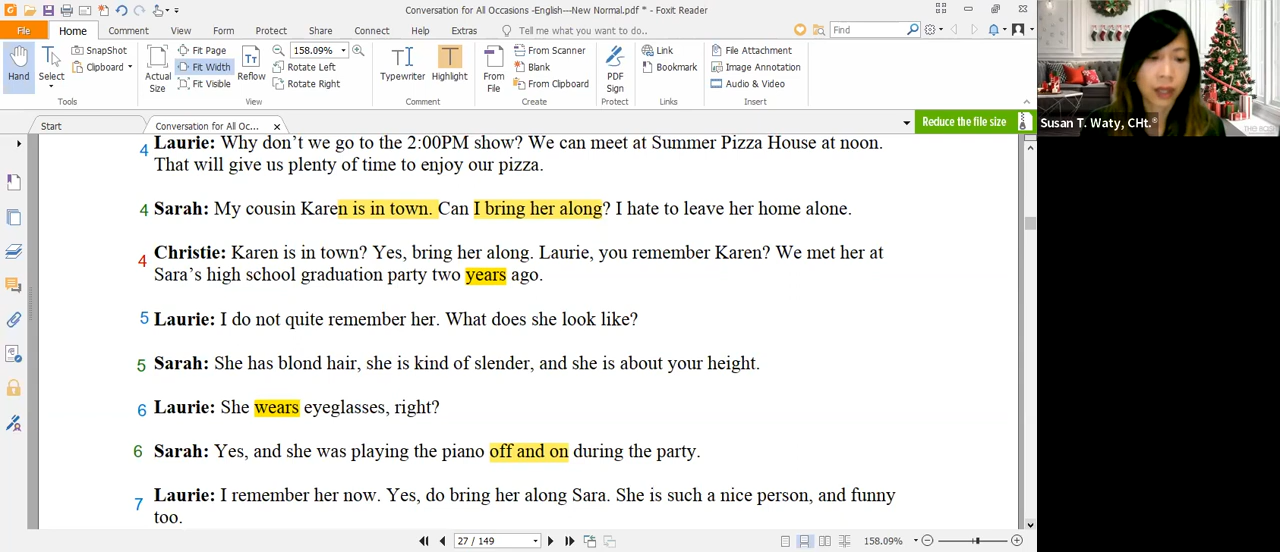 Conversation for All Occasions -English---New Normal.pdf * - Foxit Reader
File Home Comment View Form Protect Share Connect Help Extras Tell me what you want to do.. Find
Hand Select SnapShot Clipboard Actual Size Fit Page Fit Width Fit Visible Reflow 158.09% Rotate Left Rotate Right Typewriter Highlight From File From Scanner Blank From Clipboard PDF Sign Link Bookmark File Attachment Image Annotation Audio & Video
Tools View Comment Create Protect Links Insert
Start Conversation for All Oc... Reduce the file size
Susan T. Waty, CHt.®
4 Laurie: Why don't we go to the 2:00PM show? We can meet at Summer Pizza House at noon.
That will give us plenty of time to enjoy our pizza.
4 Sarah: My cousin Karen is in town. Can I bring her along? I hate to leave her home alone.
4 Christie: Karen is in town? Yes, bring her along. Laurie, you remember Karen? We met her at
Sara's high school graduation party two years ago.
5 Laurie: I do not quite remember her. What does she look like?
5 Sarah: She has blond hair, she is kind of slender, and she is about your height.
6 Laurie: She wears eyeglasses, right?
6 Sarah: Yes, and she was playing the piano off and on during the party.
7 Laurie: I remember her now. Yes, do bring her along Sara. She is such a nice person, and funny
too.
27 / 149 158.09%